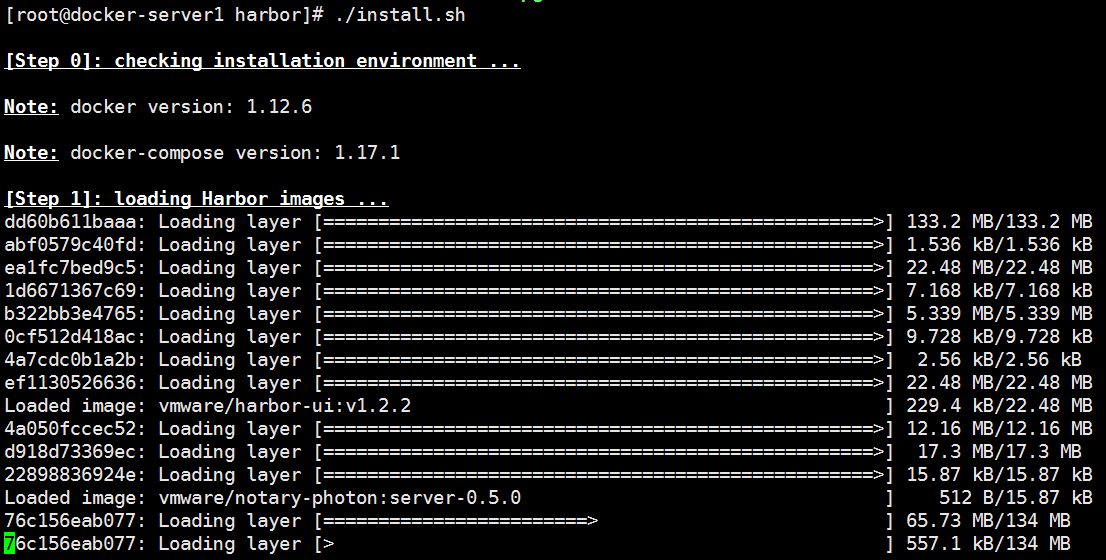 [root@docker-server1 harbor]# ./install.sh
[Step 0]: checking installation environment ...
Note: docker version: 1.12.6
Note: docker-compose version: 1.17.1
[Step 1]: loading Harbor images ...
dd60b611baaa: Loading layer [==================================================>] 133.2 MB/133.2 MB
abf0579c40fd: Loading layer [==================================================>] 1.536 kB/1.536 kB
ea1fc7bed9c5: Loading layer [==================================================>] 22.48 MB/22.48 MB
1d6671367c69: Loading layer [==================================================>] 7.168 kB/7.168 kB
b322bb3e4765: Loading layer [==================================================>] 5.339 MB/5.339 MB
0cf512d418ac: Loading layer [==================================================>] 9.728 kB/9.728 kB
4a7cdc0b1a2b: Loading layer [==================================================>]  2.56 kB/2.56 kB
ef1130526636: Loading layer [==================================================>] 22.48 MB/22.48 MB
Loaded image: vmware/harbor-ui:v1.2.2                                           ] 229.4 kB/22.48 MB
4a050fccec52: Loading layer [==================================================>] 12.16 MB/12.16 MB
d918d73369ec: Loading layer [==================================================>]  17.3 MB/17.3 MB
22898836924e: Loading layer [==================================================>] 15.87 kB/15.87 kB
Loaded image: vmware/notary-photon:server-0.5.0                                 ]    512 B/15.87 kB
76c156eab077: Loading layer [========================>                          ] 65.73 MB/134 MB
76c156eab077: Loading layer [>                                                  ] 557.1 kB/134 MB